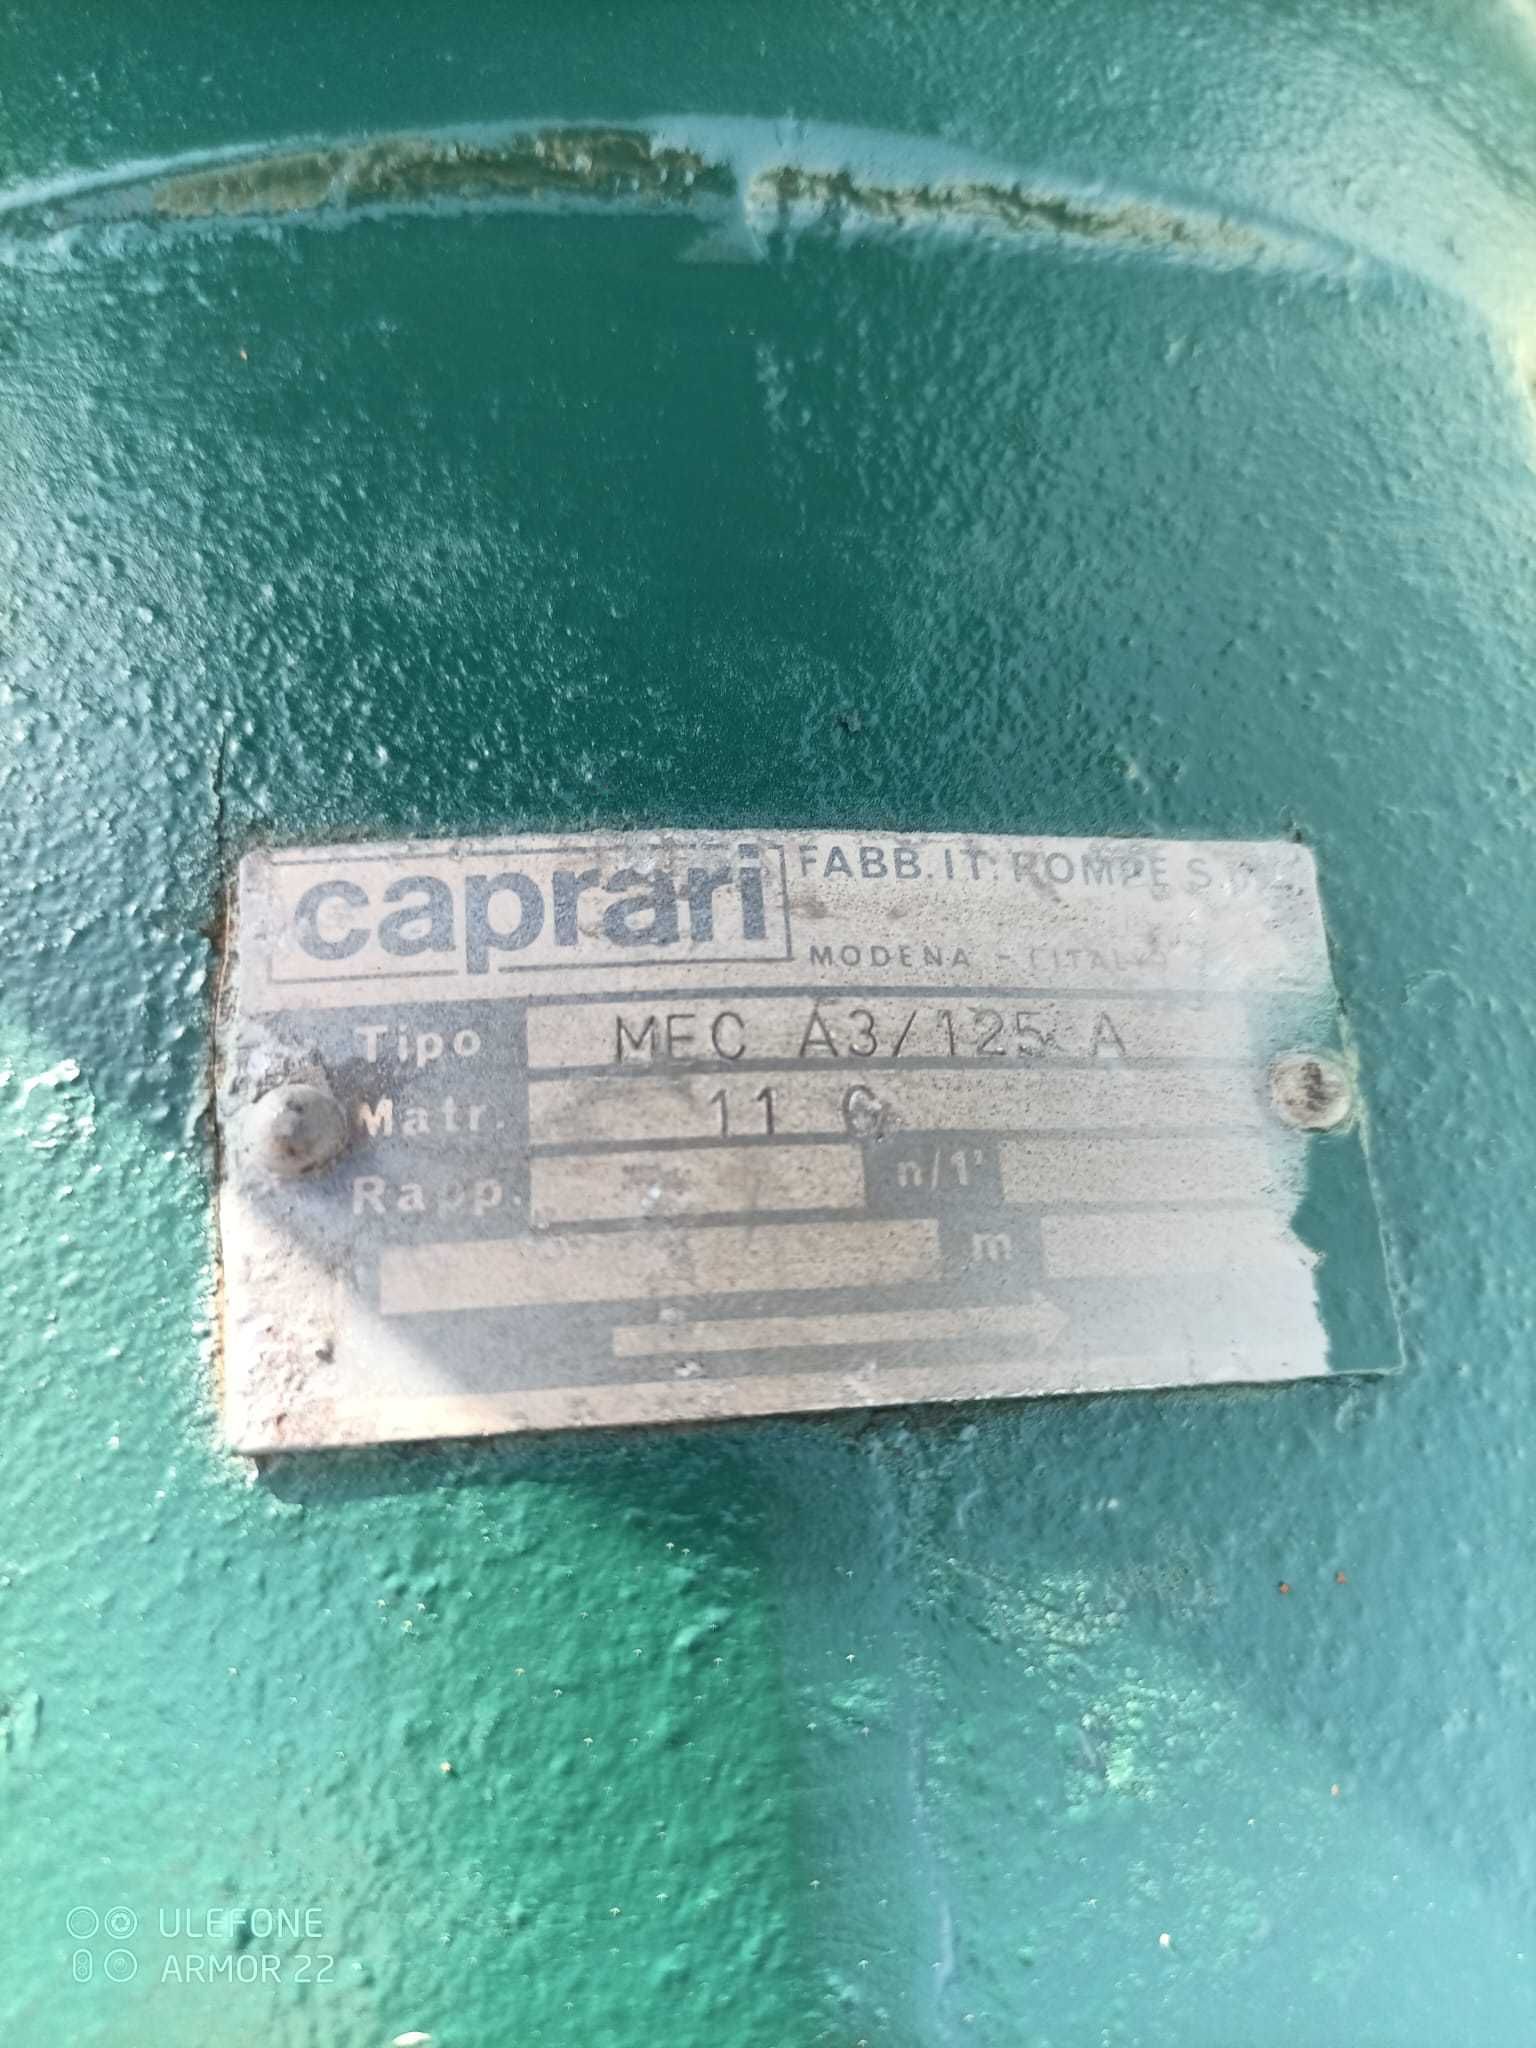 caprari FABB. IT. POMPE S.p.
MODENA - (ITALY)
Tipo MEC A3/125 A
Matr. 11 G
Rapp. n/1'
m
ULEFONE
ARMOR 22